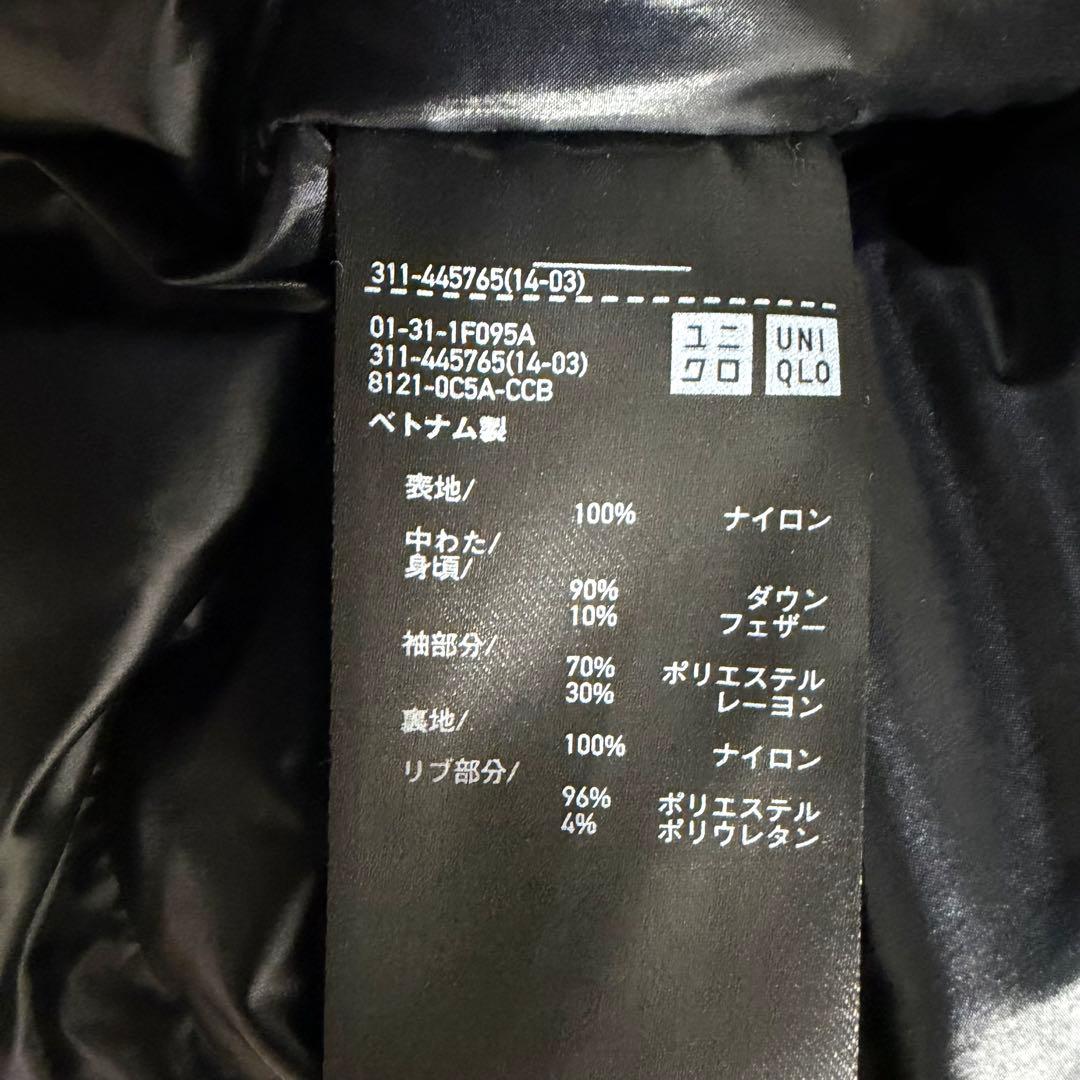 311-445765(14-03)
01-31-1F095A
311-445765(14-03)
8121-0C5A-CCB
ユニ
クロ
UNI
QLO
ベトナム製
表地/
100% ナイロン
中わた/
身頃/
90% ダウン
10% フェザー
袖部分/
70% ポリエステル
30% レーヨン
裏地/
100% ナイロン
リブ部分/
96% ポリエステル
4% ポリウレタン